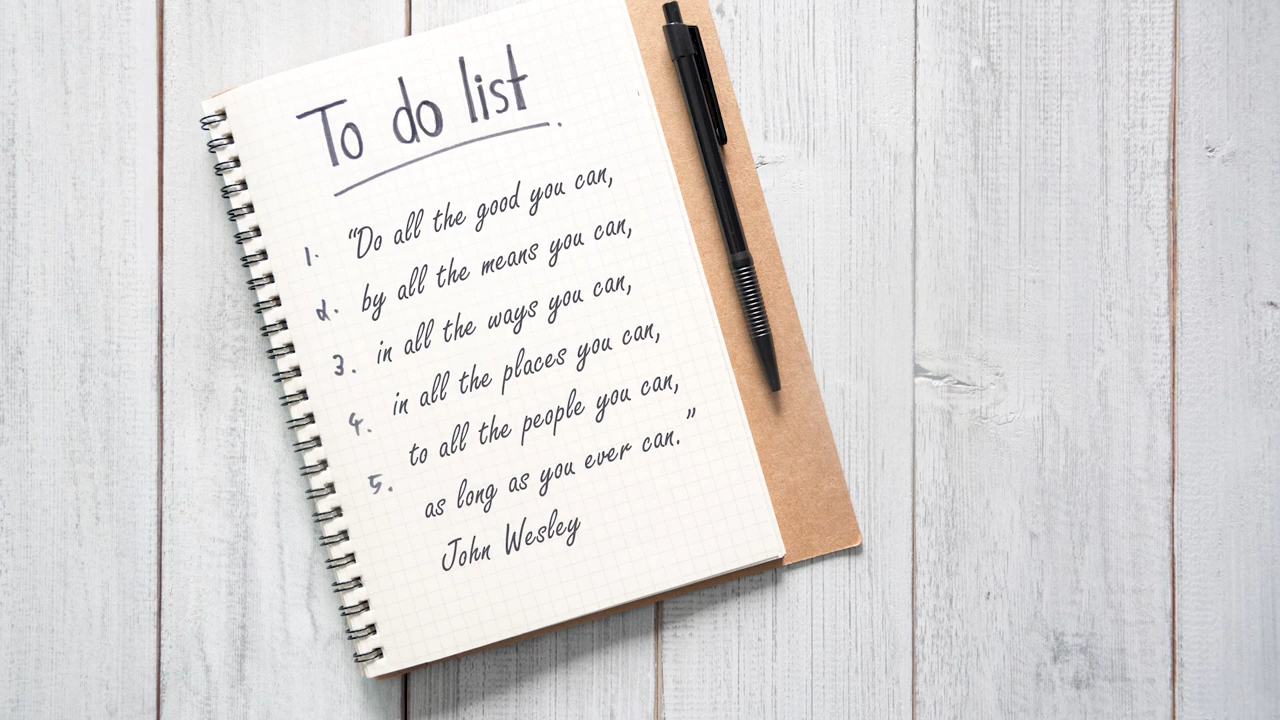 To do list
1. “Do all the good you can,
2. by all the means you can,
3. in all the ways you can,
4. in all the places you can,
5. to all the people you can,
as long as you ever can.”
John Wesley